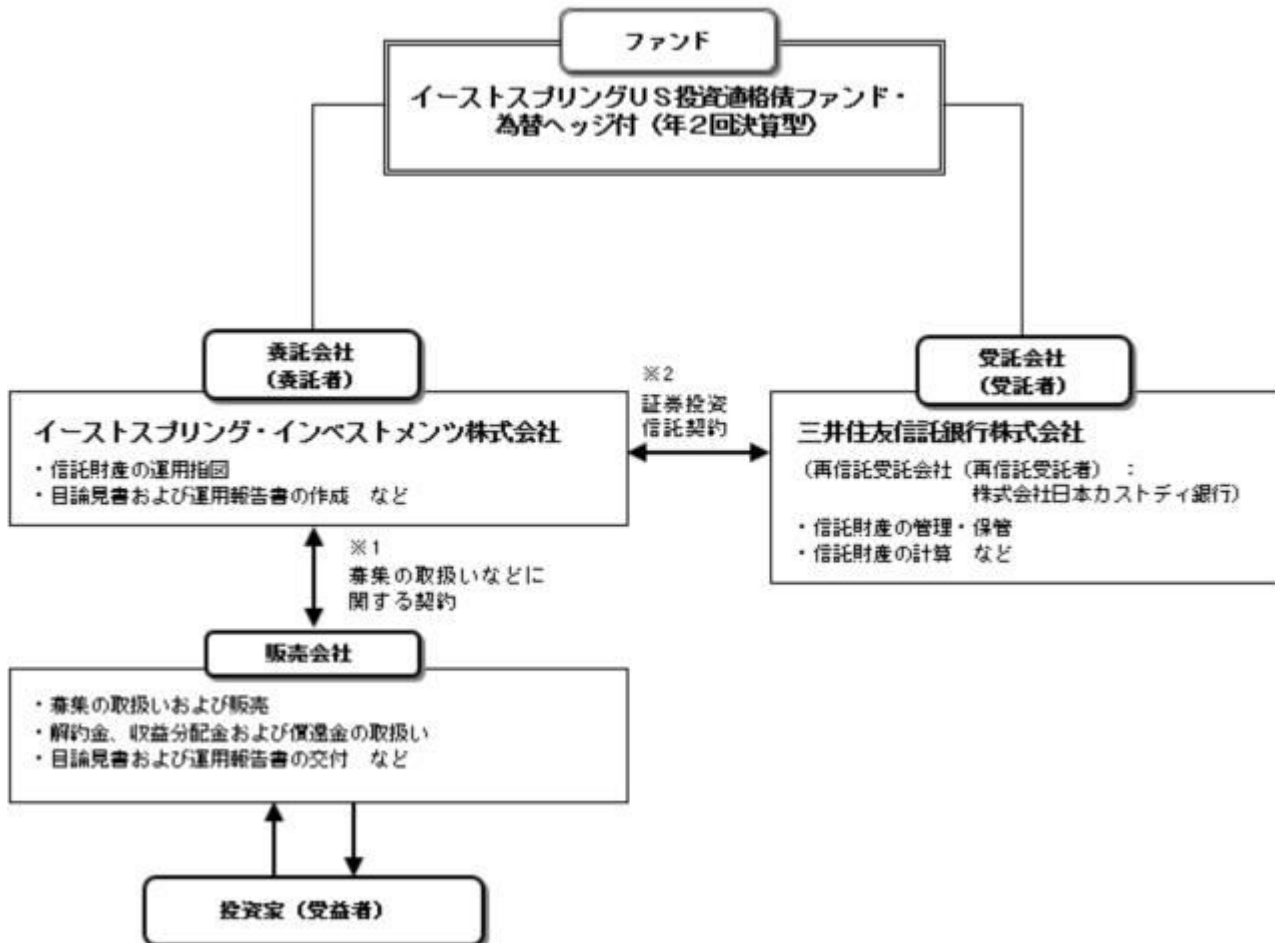 ファンド
イーストスプリングUS投資適格債ファンド・
為替ヘッジ付（年2回決算型）
委託会社
（委託者）
イーストスプリング・インベストメンツ株式会社
・信託財産の運用指図
・目論見書および運用報告書の作成　など
※2
証券投資
信託契約
受託会社
（受託者）
三井住友信託銀行株式会社
（再信託受託会社（再信託受託者）：
株式会社日本カストディ銀行）
・信託財産の管理・保管
・信託財産の計算　など
※1
募集の取扱いなどに
関する契約
販売会社
・募集の取扱いおよび販売
・解約金、収益分配金および償還金の取扱い
・目論見書および運用報告書の交付　など
投資家（受益者）